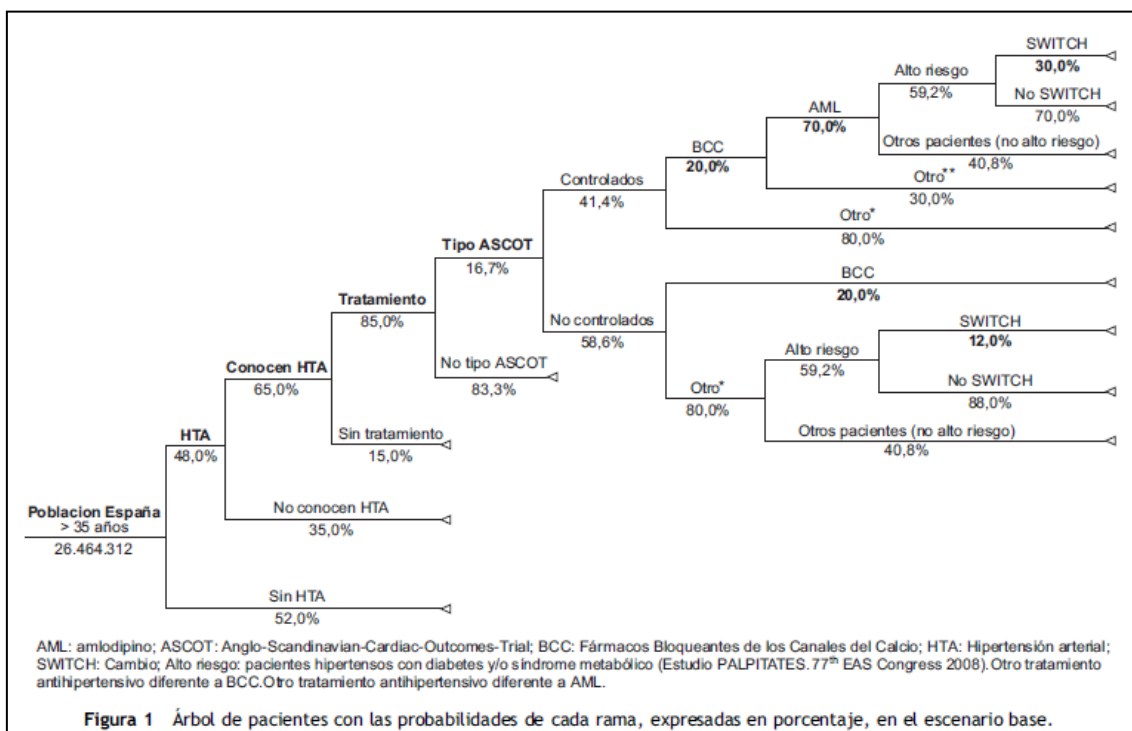 SWITCH
30,0%
Alto riesgo
59,2%
No SWITCH
70,0%
AML
70,0%
Otros pacientes (no alto riesgo)
40,8%
BCC
20,0%
Otro**
30,0%
Controlados
41,4%
Otro*
80,0%
Tipo ASCOT
16,7%
BCC
20,0%
Tratamiento
85,0%
No controlados
58,6%
SWITCH
12,0%
Alto riesgo
59,2%
No SWITCH
88,0%
Conocen HTA
65,0%
No tipo ASCOT
83,3%
Otro*
80,0%
Otros pacientes (no alto riesgo)
40,8%
HTA
48,0%
Sin tratamiento
15,0%
No conocen HTA
35,0%
Poblacion España
> 35 años
26.464.312
Sin HTA
52,0%
AML: amlodipino; ASCOT: Anglo-Scandinavian-Cardiac-Outcomes-Trial; BCC: Fármacos Bloqueantes de los Canales del Calcio; HTA: Hipertensión arterial;
SWITCH: Cambio; Alto riesgo: pacientes hipertensos con diabetes y/o síndrome metabólico (Estudio PALPITATES. 77th EAS Congress 2008). Otro tratamiento
antihipertensivo diferente a BCC.Otro tratamiento antihipertensivo diferente a AML.
Figura 1 Árbol de pacientes con las probabilidades de cada rama, expresadas en porcentaje, en el escenario base.